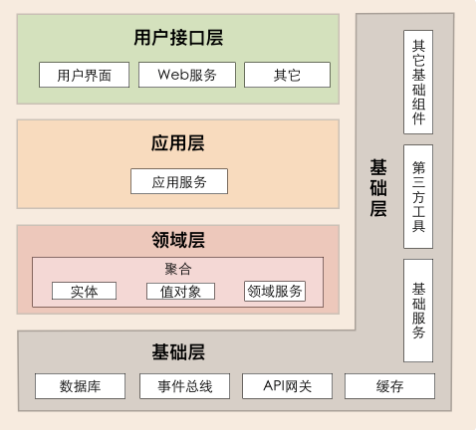 用户接口层
用户界面
Web服务
其它
应用层
应用服务
领域层
聚合
实体
值对象
领域服务
基础层
数据库
事件总线
API网关
缓存
基础层
其它基础组件
第三方工具
基础服务